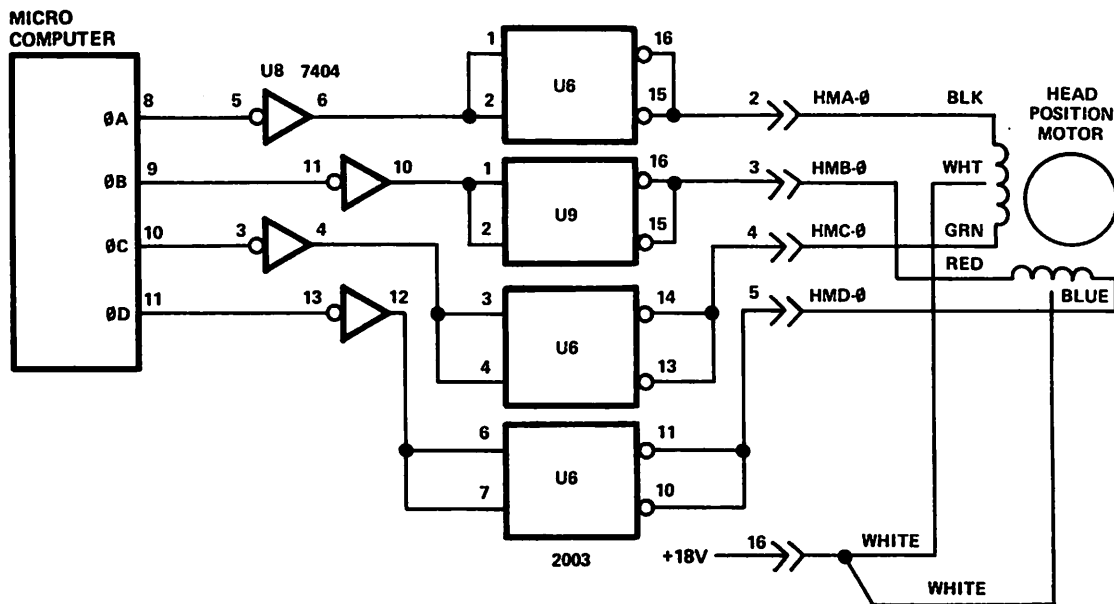 MICRO
COMPUTER
U8 7404
ØA 8 5 6 1 2 U6 16 15 2 HMA-Ø BLK
HEAD
POSITION
MOTOR
ØB 9 11 10 1 2 U9 16 15 3 HMB-Ø WHT
ØC 10 3 4 3 4 U6 14 13 4 HMC-Ø GRN
RED
ØD 11 13 12 6 7 U6 11 10 5 HMD-Ø BLUE
2003
+18V 16 WHITE
WHITE